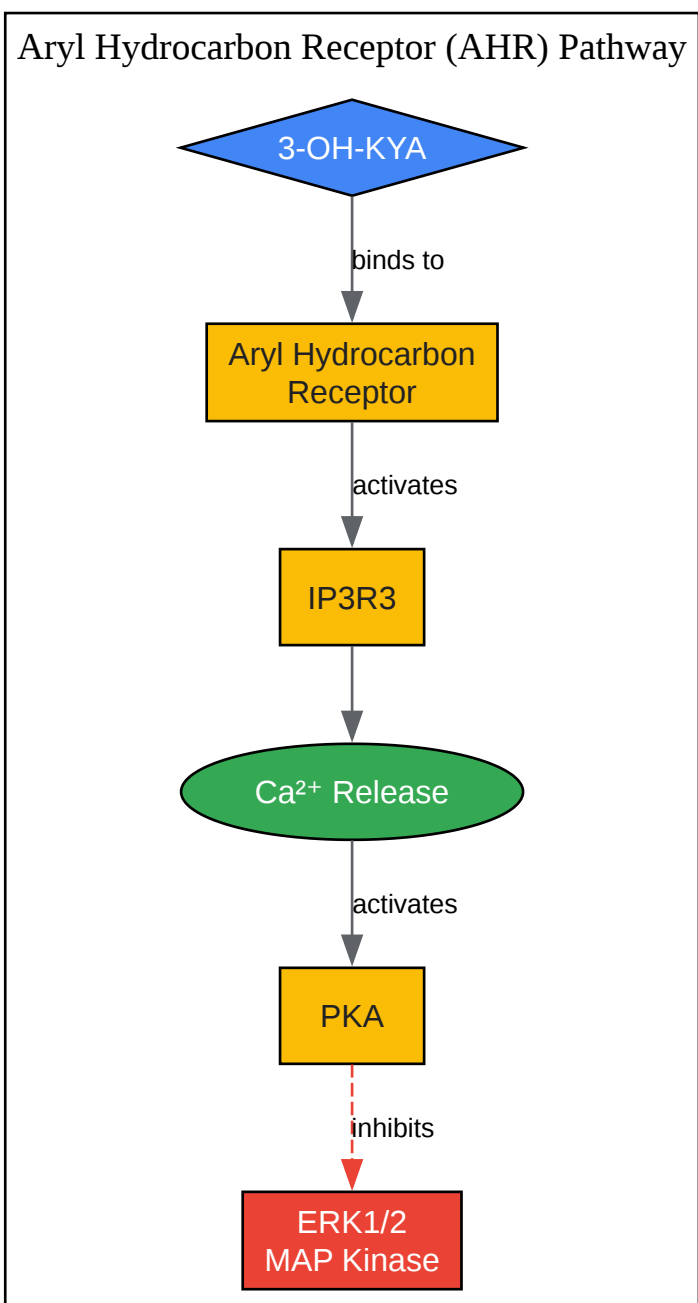 Aryl Hydrocarbon Receptor (AHR) Pathway
3-OH-KYA
binds to
Aryl Hydrocarbon
Receptor
activates
IP3R3
Ca²⁺ Release
activates
PKA
inhibits
ERK1/2
MAP Kinase